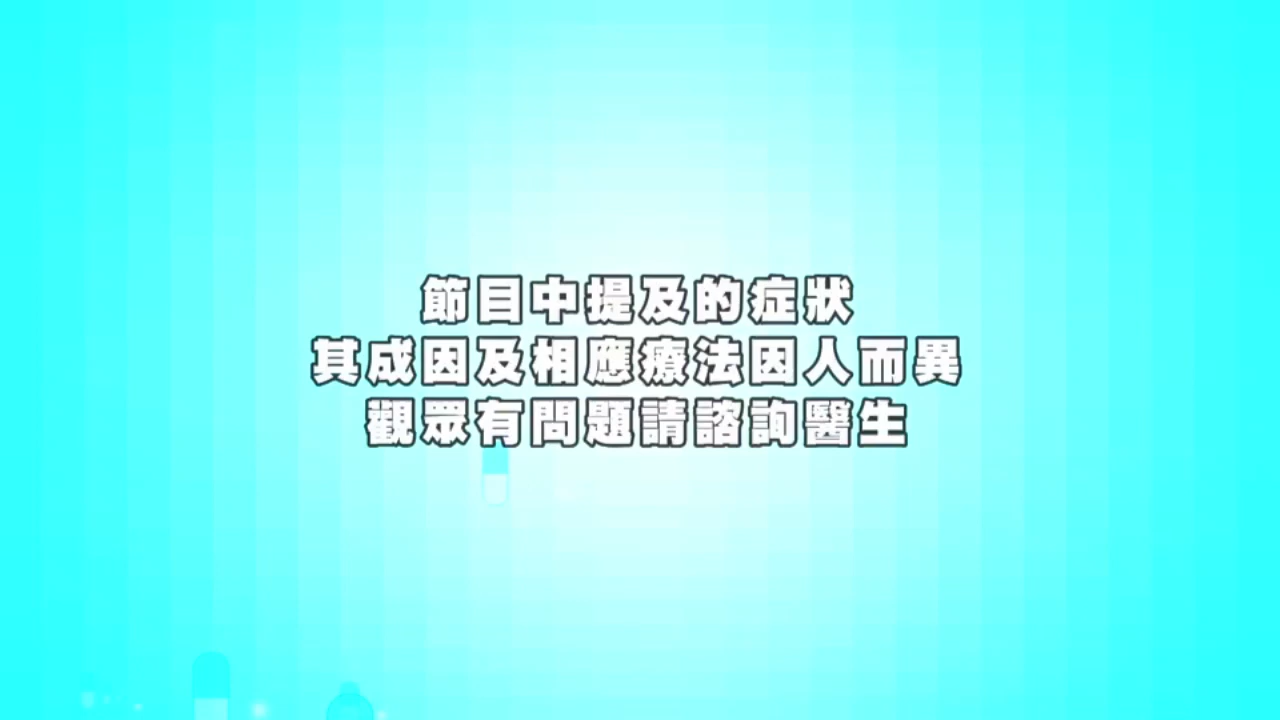 節目中提及的症狀
其成因及相應療法因人而異
觀眾有問題請諮詢醫生